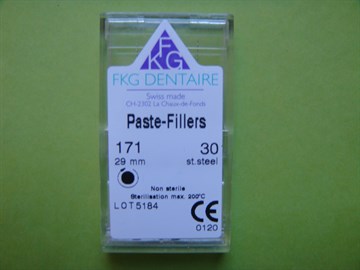 FKG
FKG DENTAIRE
Swiss made
CH-2302 La Chaux-de-Fonds
Paste-Fillers
171 30
29 mm st.steel
Non sterile
Sterilisation max. 200°C
LOT5184 CE
0120